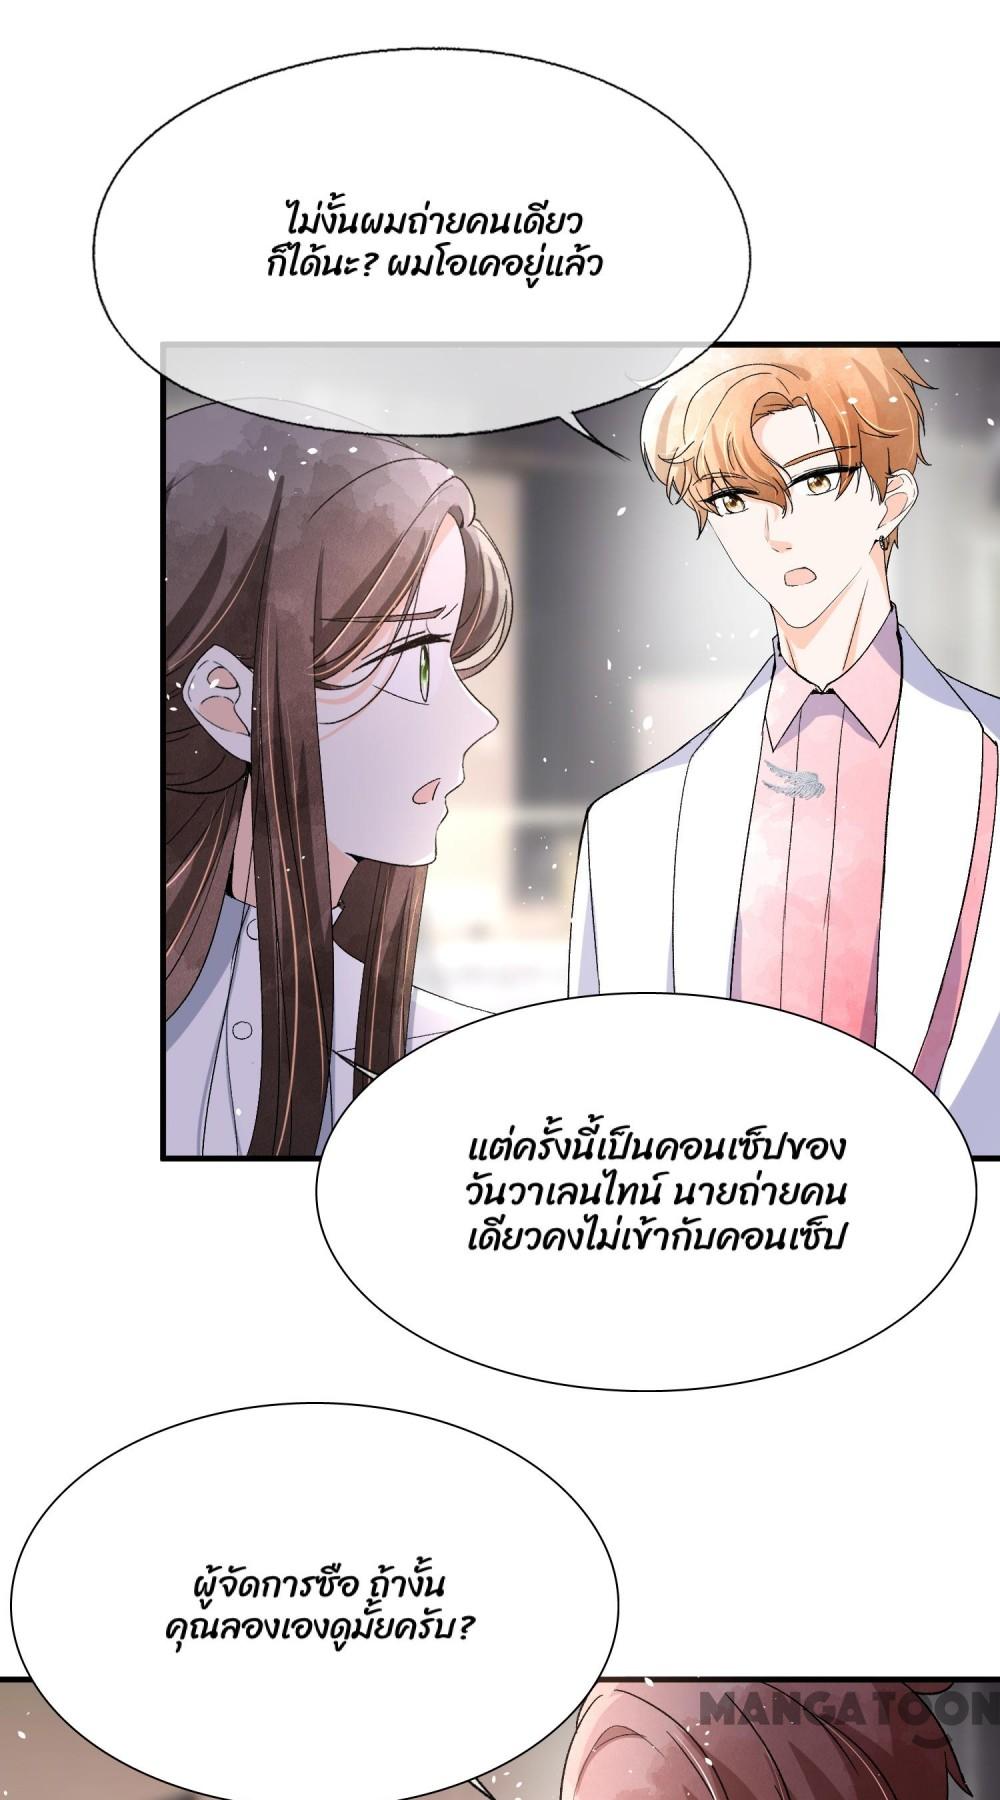 ไม่งั้นผมถ่ายคนเดียว
ก็ได้นะ? ผมโอเคอยู่แล้ว
แต่ครั้งนี้เป็นคอนเซ็ปของ
วันวาเลนไทน์ นายถ่ายคน
เดียวคงไม่เข้ากับคอนเซ็ป
ผู้จัดการซือ ถ้างั้น
คุณลองเองดูมั้ยครับ?
MANGATOON